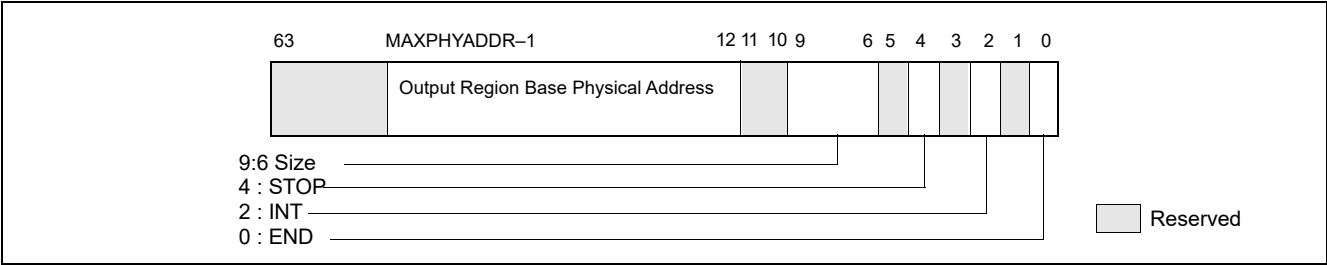 63 MAXPHYADDR–1 12 11 10 9 6 5 4 3 2 1 0
Output Region Base Physical Address
9:6 Size
4 : STOP
2 : INT
Reserved
0 : END